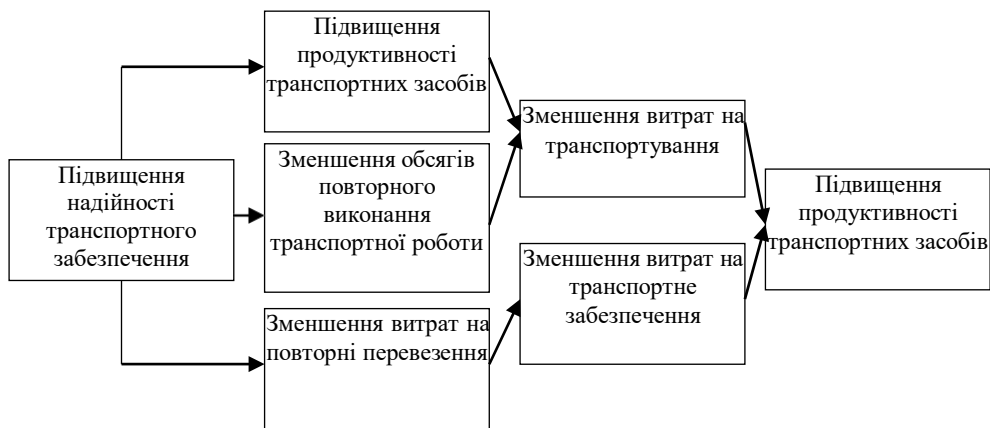 Підвищення
продуктивності
транспортних засобів
Зменшення витрат на
транспортування
Зменшення обсягів
повторного
виконання
транспортної роботи
Підвищення
надійності
транспортного
забезпечення
Підвищення
продуктивності
транспортних засобів
Зменшення витрат на
транспортне
забезпечення
Зменшення витрат на
повторні перевезення